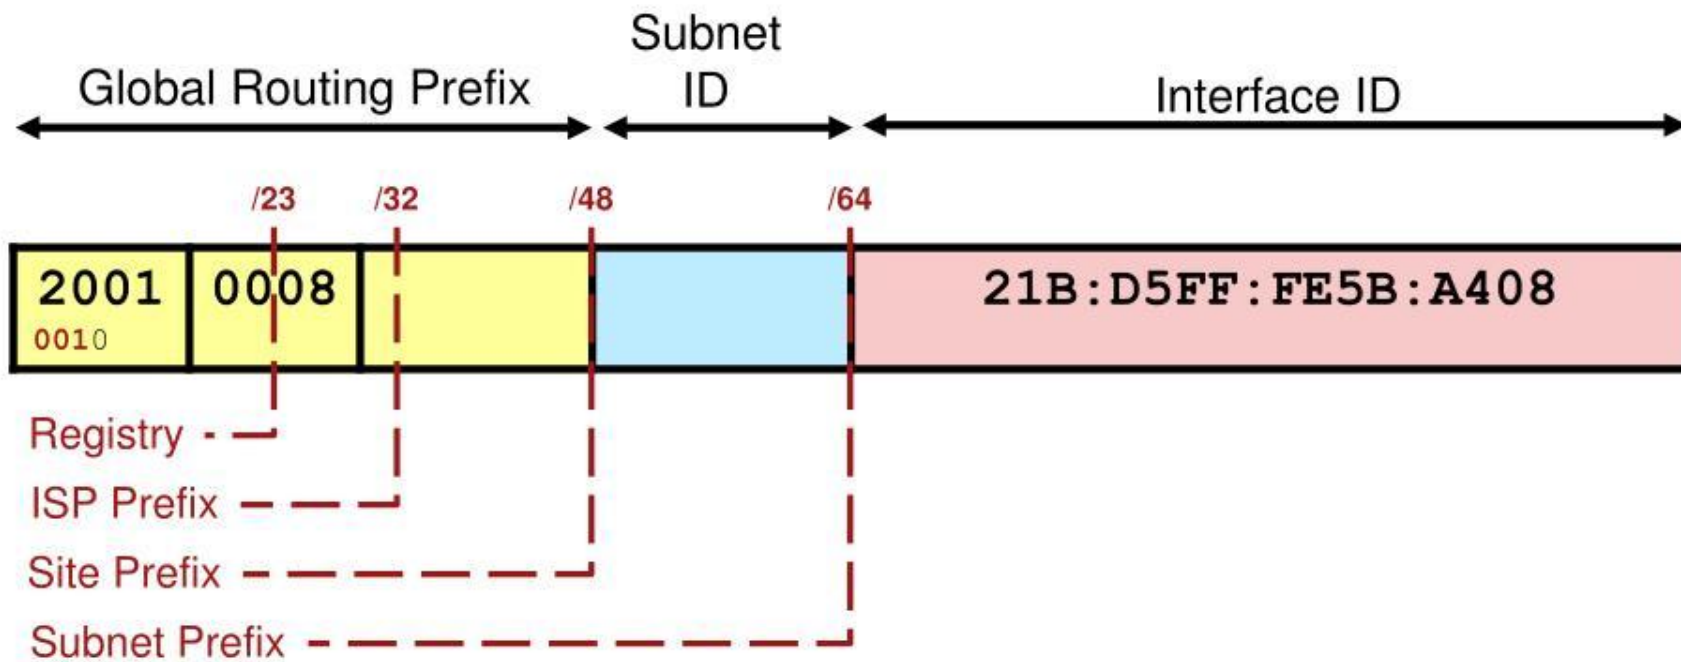 Subnet
ID
Global Routing Prefix
Interface ID
/23
/32
/48
/64
2001
0008
21B:D5FF:FE5B:A408
0010
Registry
ISP Prefix
Site Prefix
Subnet Prefix